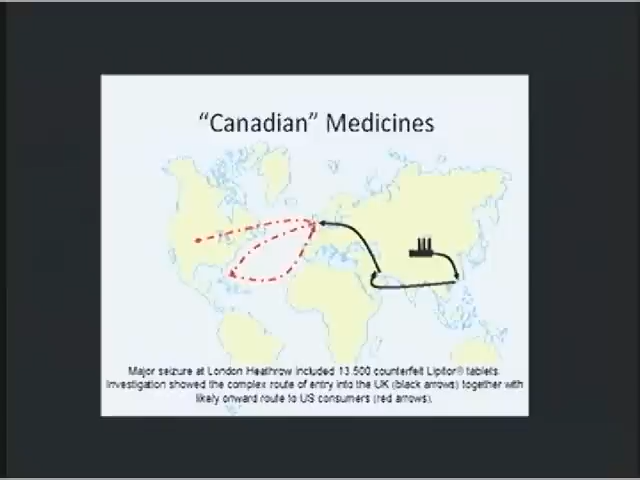 “Canadian” Medicines
Major seizure at London Heathrow included 13,500 counterfeit Lipitor® tablets.
Investigation showed the complex route of entry into the UK (black arrows) together with
likely onward route to US consumers (red arrows).